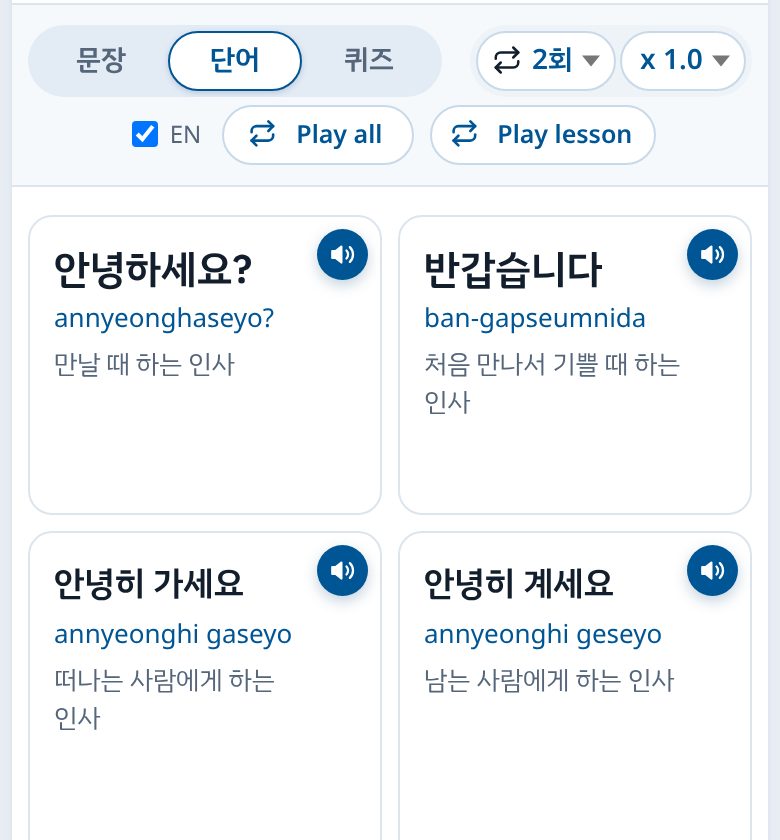 문장 단어 퀴즈 2회 x 1.0
EN Play all Play lesson
안녕하세요?
annyeonghaseyo?
만날 때 하는 인사
반갑습니다
ban-gapseumnida
처음 만나서 기쁠 때 하는
인사
안녕히 가세요
annyeonghi gaseyo
떠나는 사람에게 하는
인사
안녕히 계세요
annyeonghi geseyo
남는 사람에게 하는 인사